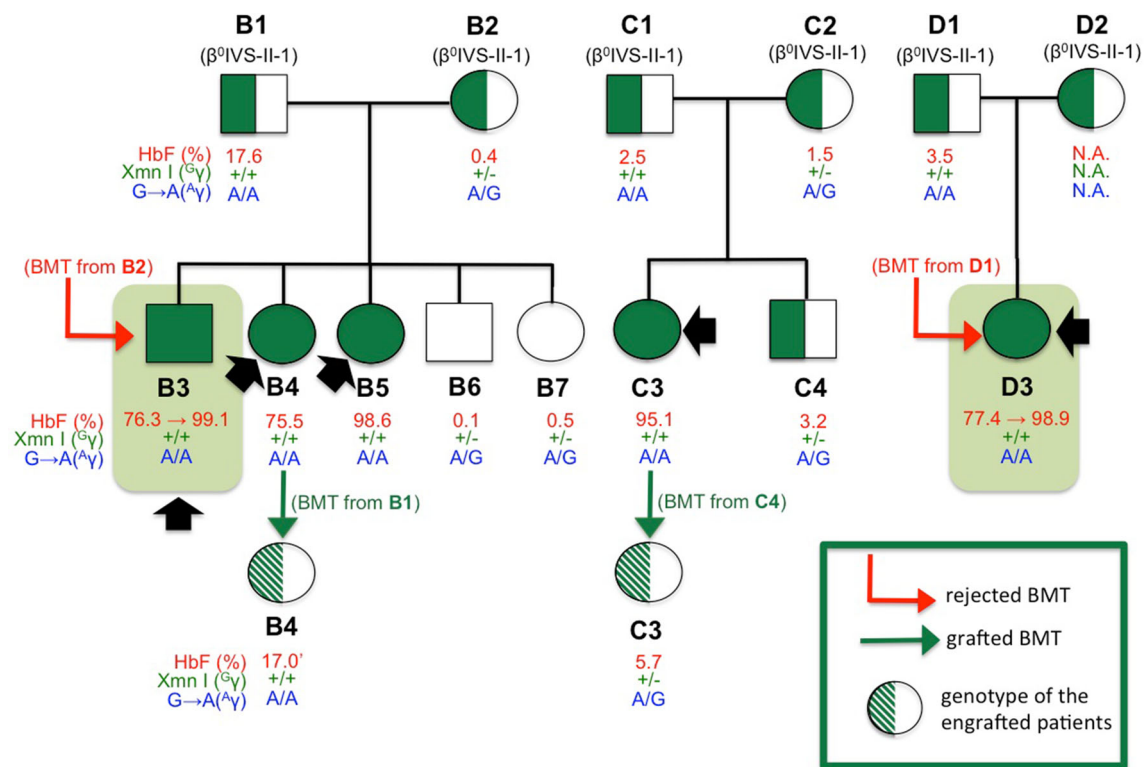 B1 B2 C1 C2 D1 D2
(β⁰IVS-II-1) (β⁰IVS-II-1) (β⁰IVS-II-1) (β⁰IVS-II-1) (β⁰IVS-II-1) (β⁰IVS-II-1)
HbF (%) 17.6 0.4 2.5 1.5 3.5 N.A.
Xmn I (ᴳγ) +/+ +/- +/+ +/- +/+ N.A.
G→A(ᴬγ) A/A A/G A/A A/G A/A N.A.
(BMT from B2) (BMT from D1)
B3 B4 B5 B6 B7 C3 C4 D3
HbF (%) 76.3 → 99.1 75.5 98.6 0.1 0.5 95.1 3.2 77.4 → 98.9
Xmn I (ᴳγ) +/+ +/+ +/+ +/- +/- +/+ +/- +/+
G→A(ᴬγ) A/A A/A A/A A/G A/G A/A A/G A/A
(BMT from B1) (BMT from C4)
B4 C3
HbF (%) 17.0' 5.7
Xmn I (ᴳγ) +/+ +/-
G→A(ᴬγ) A/A A/G
rejected BMT
grafted BMT
genotype of the
engrafted patients